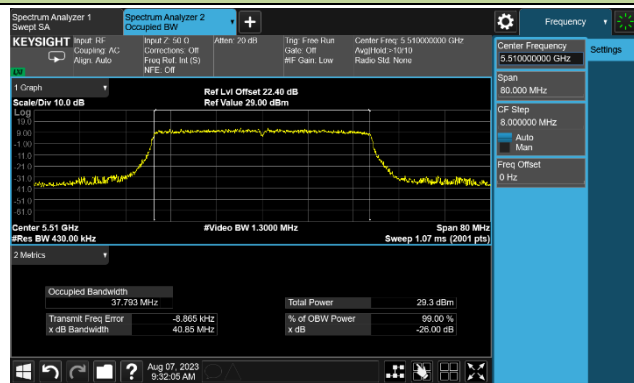 Spectrum Analyzer 1
Swept SA
Spectrum Analyzer 2
Occupied BW
+
Frequency
KEYSIGHT
Input: RF
Coupling: AC
Align: Auto
Input Z: 50 Ω
Corrections: Off
Freq Ref: Int (S)
NFE: Off
Atten: 20 dB
Trig: Free Run
Gate: Off
#IF Gain: Low
Center Freq: 5.510000000 GHz
Avg|Hold:>10/10
Radio Std: None
Center Frequency
5.510000000 GHz
Settings
Span
80.000 MHz
CF Step
8.000000 MHz
Auto
Man
Freq Offset
0 Hz
1 Graph
Scale/Div 10.0 dB
Ref Lvl Offset 22.40 dB
Ref Value 29.00 dBm
Log
19.0
9.00
-1.00
-11.0
-21.0
-31.0
-41.0
-51.0
-61.0
Center 5.51 GHz
#Res BW 430.00 kHz
#Video BW 1.3000 MHz
Span 80 MHz
Sweep 1.07 ms (2001 pts)
2 Metrics
Occupied Bandwidth
37.793 MHz
Total Power 29.3 dBm
Transmit Freq Error -8.865 kHz
% of OBW Power 99.00 %
x dB Bandwidth 40.85 MHz
x dB -26.00 dB
?
Aug 07, 2023
9:32:05 AM